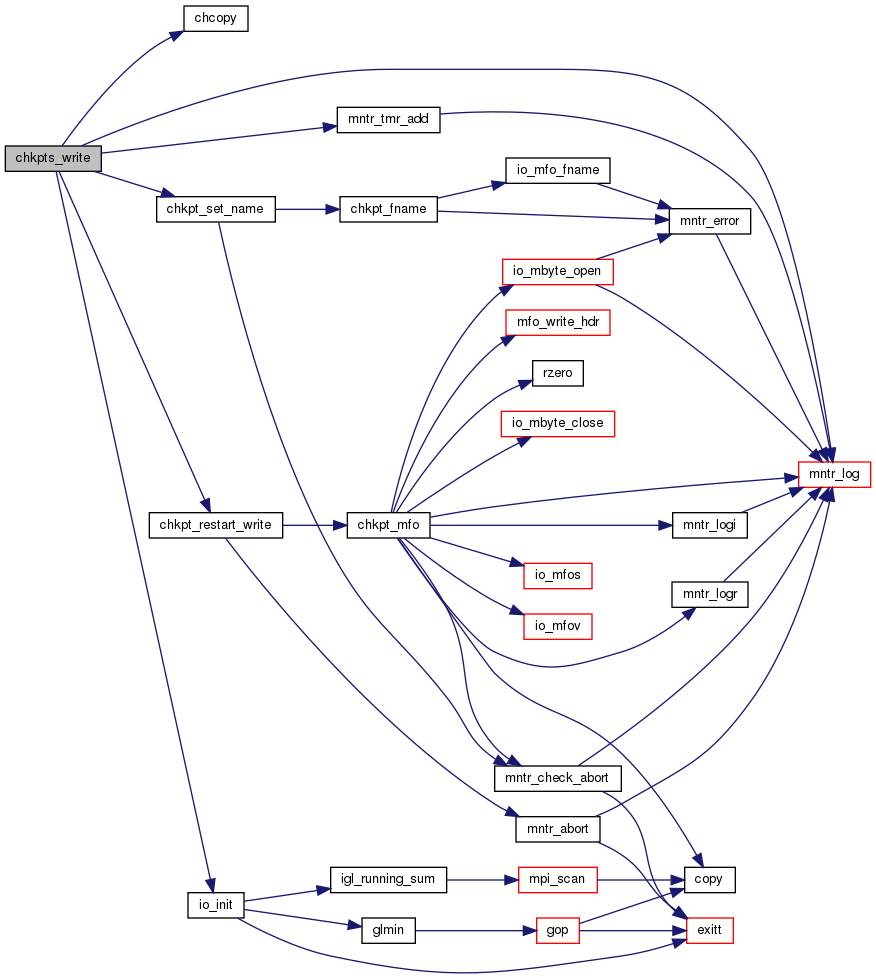 chcopy
mntr_tmr_add
chkpts_write
io_mfo_fname
chkpt_set_name
chkpt_fname
mntr_error
io_mbyte_open
mfo_write_hdr
rzero
io_mbyte_close
mntr_log
chkpt_restart_write
chkpt_mfo
mntr_logi
io_mfos
mntr_logr
io_mfov
mntr_check_abort
mntr_abort
igl_running_sum
mpi_scan
copy
io_init
glmin
gop
exitt